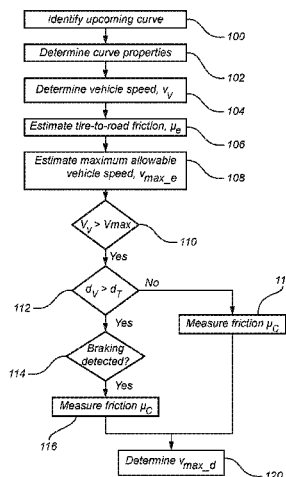 Identify upcoming curve
100
Determine curve properties
102
Determine vehicle speed, vV
104
Estimate tire-to-road friction, μe
106
Estimate maximum allowable
vehicle speed, vmax_e
108
VV > Vmax
110
Yes
dV > dT
No
112
11
Yes
Measure friction μC
Braking
detected?
114
Yes
Measure friction μC
116
Determine vmax_d
120